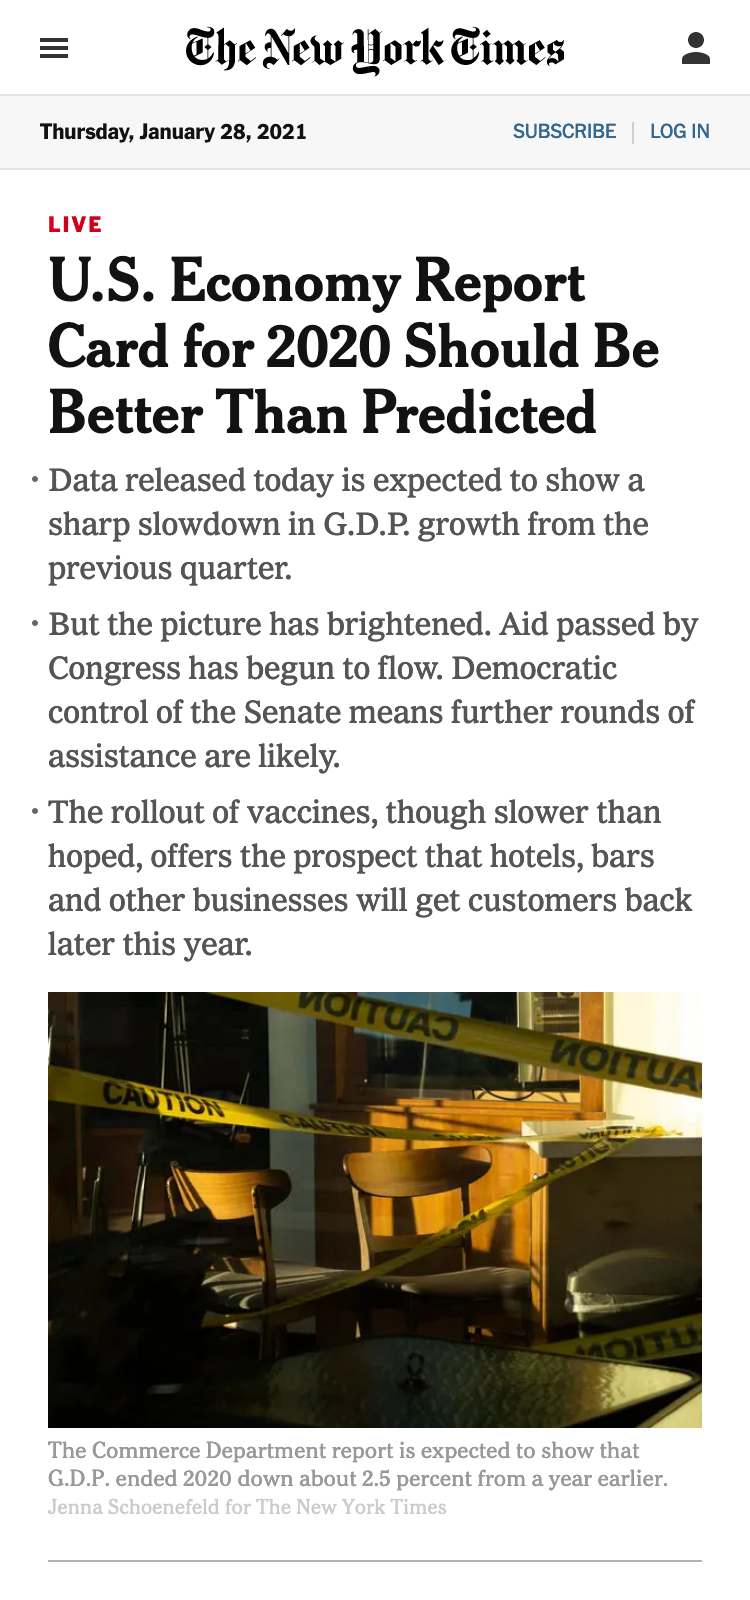 The New York Times
Thursday, January 28, 2021
SUBSCRIBE | LOG IN
LIVE
U.S. Economy Report
Card for 2020 Should Be
Better Than Predicted
· Data released today is expected to show a
sharp slowdown in G.D.P. growth from the
previous quarter.
· But the picture has brightened. Aid passed by
Congress has begun to flow. Democratic
control of the Senate means further rounds of
assistance are likely.
· The rollout of vaccines, though slower than
hoped, offers the prospect that hotels, bars
and other businesses will get customers back
later this year.
CAUTION
CAUTION
CAUTION
CAUTION
The Commerce Department report is expected to show that
G.D.P. ended 2020 down about 2.5 percent from a year earlier.
Jenna Schoenefeld for The New York Times